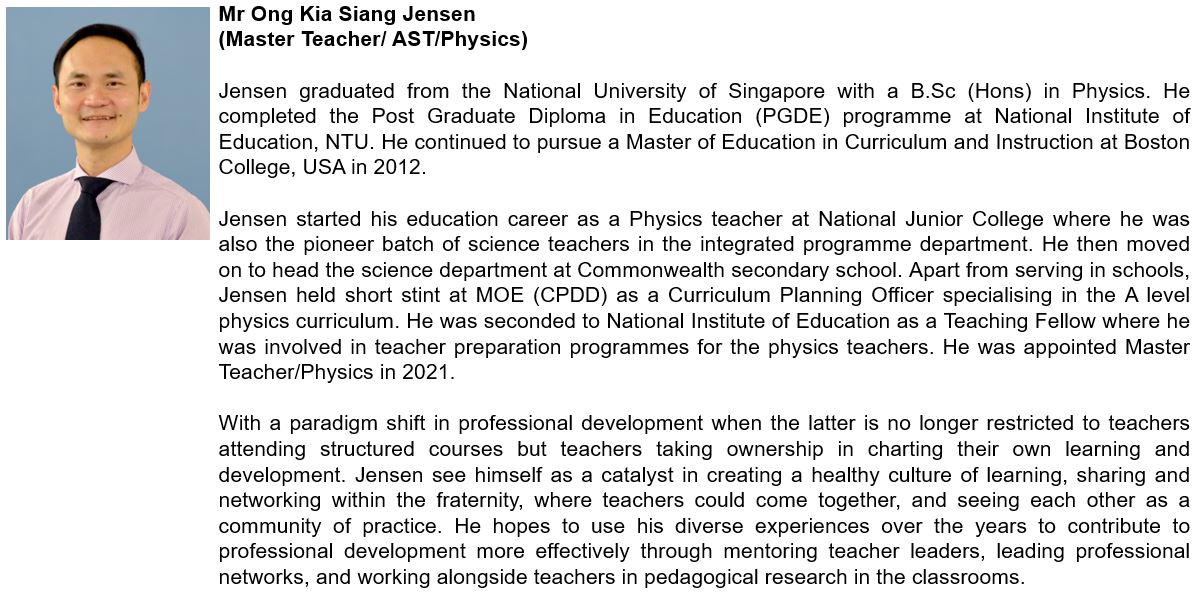 Mr Ong Kia Siang Jensen
(Master Teacher/ AST/Physics)
Jensen graduated from the National University of Singapore with a B.Sc (Hons) in Physics. He
completed the Post Graduate Diploma in Education (PGDE) programme at National Institute of
Education, NTU. He continued to pursue a Master of Education in Curriculum and Instruction at Boston
College, USA in 2012.
Jensen started his education career as a Physics teacher at National Junior College where he was
also the pioneer batch of science teachers in the integrated programme department. He then moved
on to head the science department at Commonwealth secondary school. Apart from serving in schools,
Jensen held short stint at MOE (CPDD) as a Curriculum Planning Officer specialising in the A level
physics curriculum. He was seconded to National Institute of Education as a Teaching Fellow where he
was involved in teacher preparation programmes for the physics teachers. He was appointed Master
Teacher/Physics in 2021.
With a paradigm shift in professional development when the latter is no longer restricted to teachers
attending structured courses but teachers taking ownership in charting their own learning and
development. Jensen see himself as a catalyst in creating a healthy culture of learning, sharing and
networking within the fraternity, where teachers could come together, and seeing each other as a
community of practice. He hopes to use his diverse experiences over the years to contribute to
professional development more effectively through mentoring teacher leaders, leading professional
networks, and working alongside teachers in pedagogical research in the classrooms.